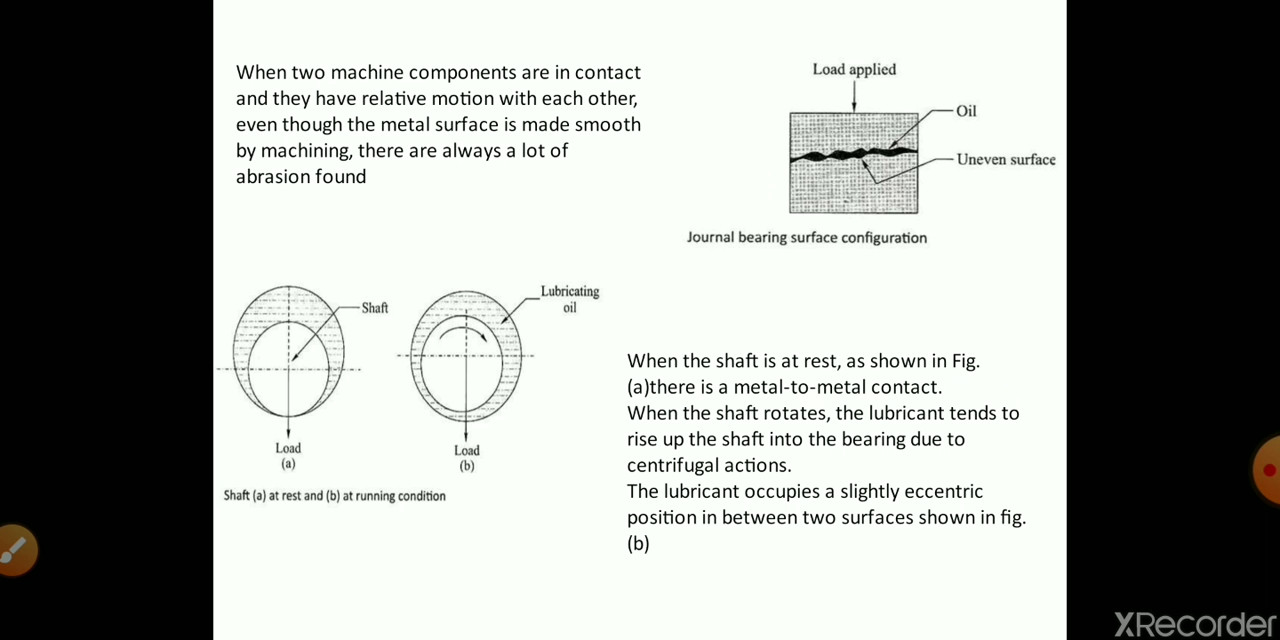 When two machine components are in contact
and they have relative motion with each other,
even though the metal surface is made smooth
by machining, there are always a lot of
abrasion found
Load applied
Oil
Uneven surface
Journal bearing surface configuration
Shaft
Lubricating
oil
Load
(a)
Load
(b)
Shaft (a) at rest and (b) at running condition
When the shaft is at rest, as shown in Fig.
(a)there is a metal-to-metal contact.
When the shaft rotates, the lubricant tends to
rise up the shaft into the bearing due to
centrifugal actions.
The lubricant occupies a slightly eccentric
position in between two surfaces shown in fig.
(b)
XRecorder